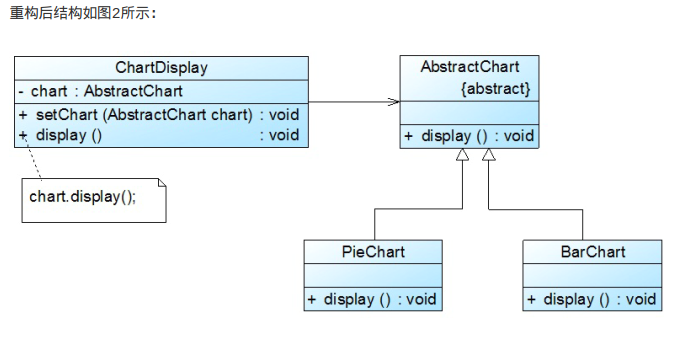 重构后结构如图2所示：
ChartDisplay
- chart : AbstractChart
+ setChart (AbstractChart chart) : void
+ display () : void
chart.display();
AbstractChart
{abstract}
+ display () : void
PieChart
+ display () : void
BarChart
+ display () : void